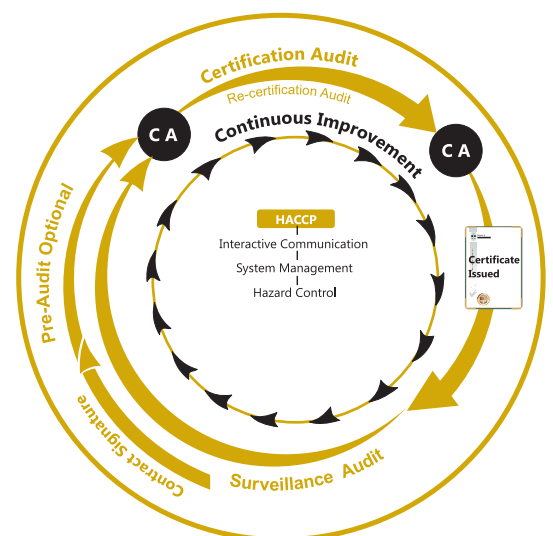 Certification Audit
Re-certification Audit
Continuous Improvement
C A
C A
Pre-Audit Optional
HACCP
Interactive Communication
System Management
Hazard Control
Certificate
Issued
Contract Signature
Surveillance Audit